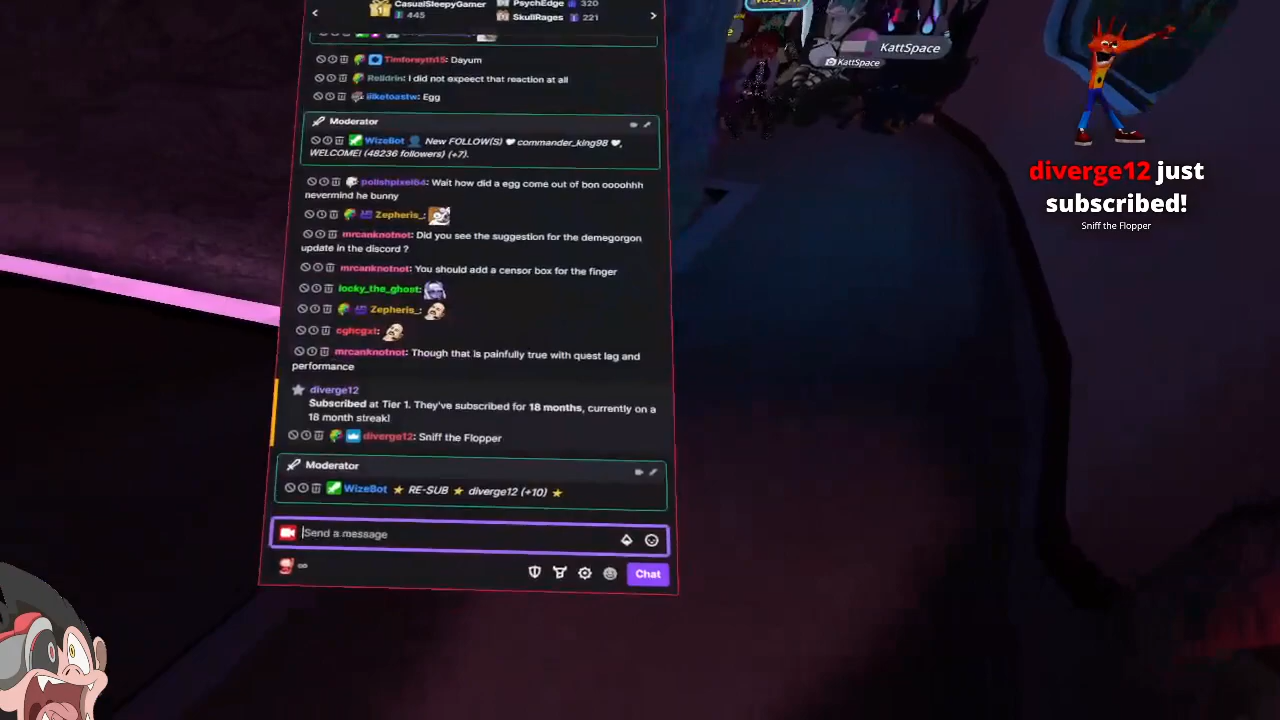 CasualSleepyGamer
445
PsychEdge 320
SkullRages 221
Timforsyth15: Dayum
Relldrin: I did not expeect that reaction at all
iiketoastw: Egg
Moderator
WizeBot New FOLLOW(S) commander_king98,
WELCOME! (48236 followers) (+7).
polishpixel64: Wait how did a egg come out of bon ooohhh
nevermind he bunny
Zepheris_:
mrcanknotnot: Did you see the suggestion for the demegorgon
update in the discord ?
mrcanknotnot: You should add a censor box for the finger
locky_the_ghost:
Zepheris_:
cghcgxt:
mrcanknotnot: Though that is painfully true with quest lag and
performance
diverge12
Subscribed at Tier 1. They've subscribed for 18 months, currently on a
18 month streak!
diverge12: Sniff the Flopper
Moderator
WizeBot RE-SUB diverge12 (+10)
Send a message
Chat
KattSpace
KattSpace
diverge12 just
subscribed!
Sniff the Flopper